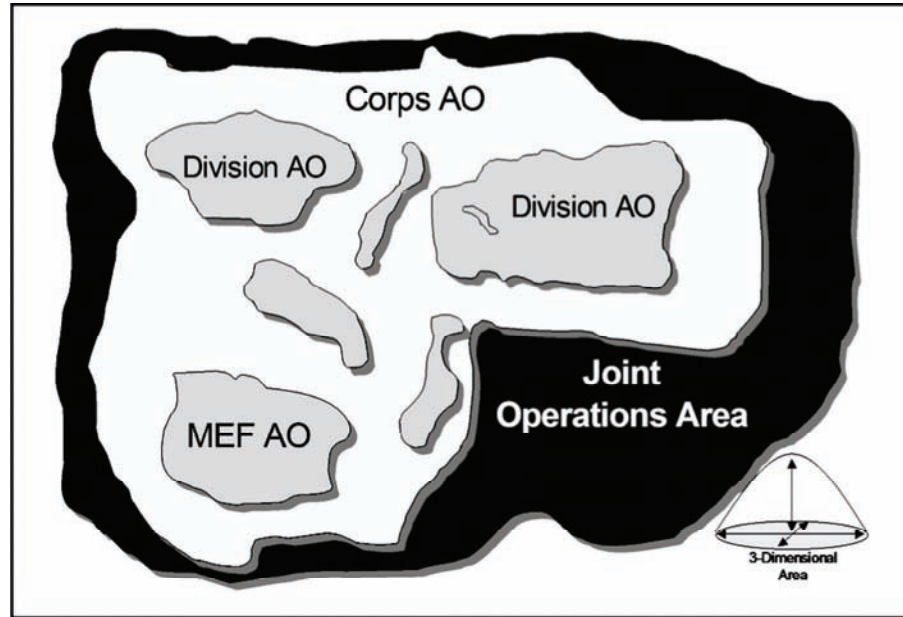 Corps AO
Division AO
Division AO
MEF AO
Joint
Operations Area
3-Dimensional
Area